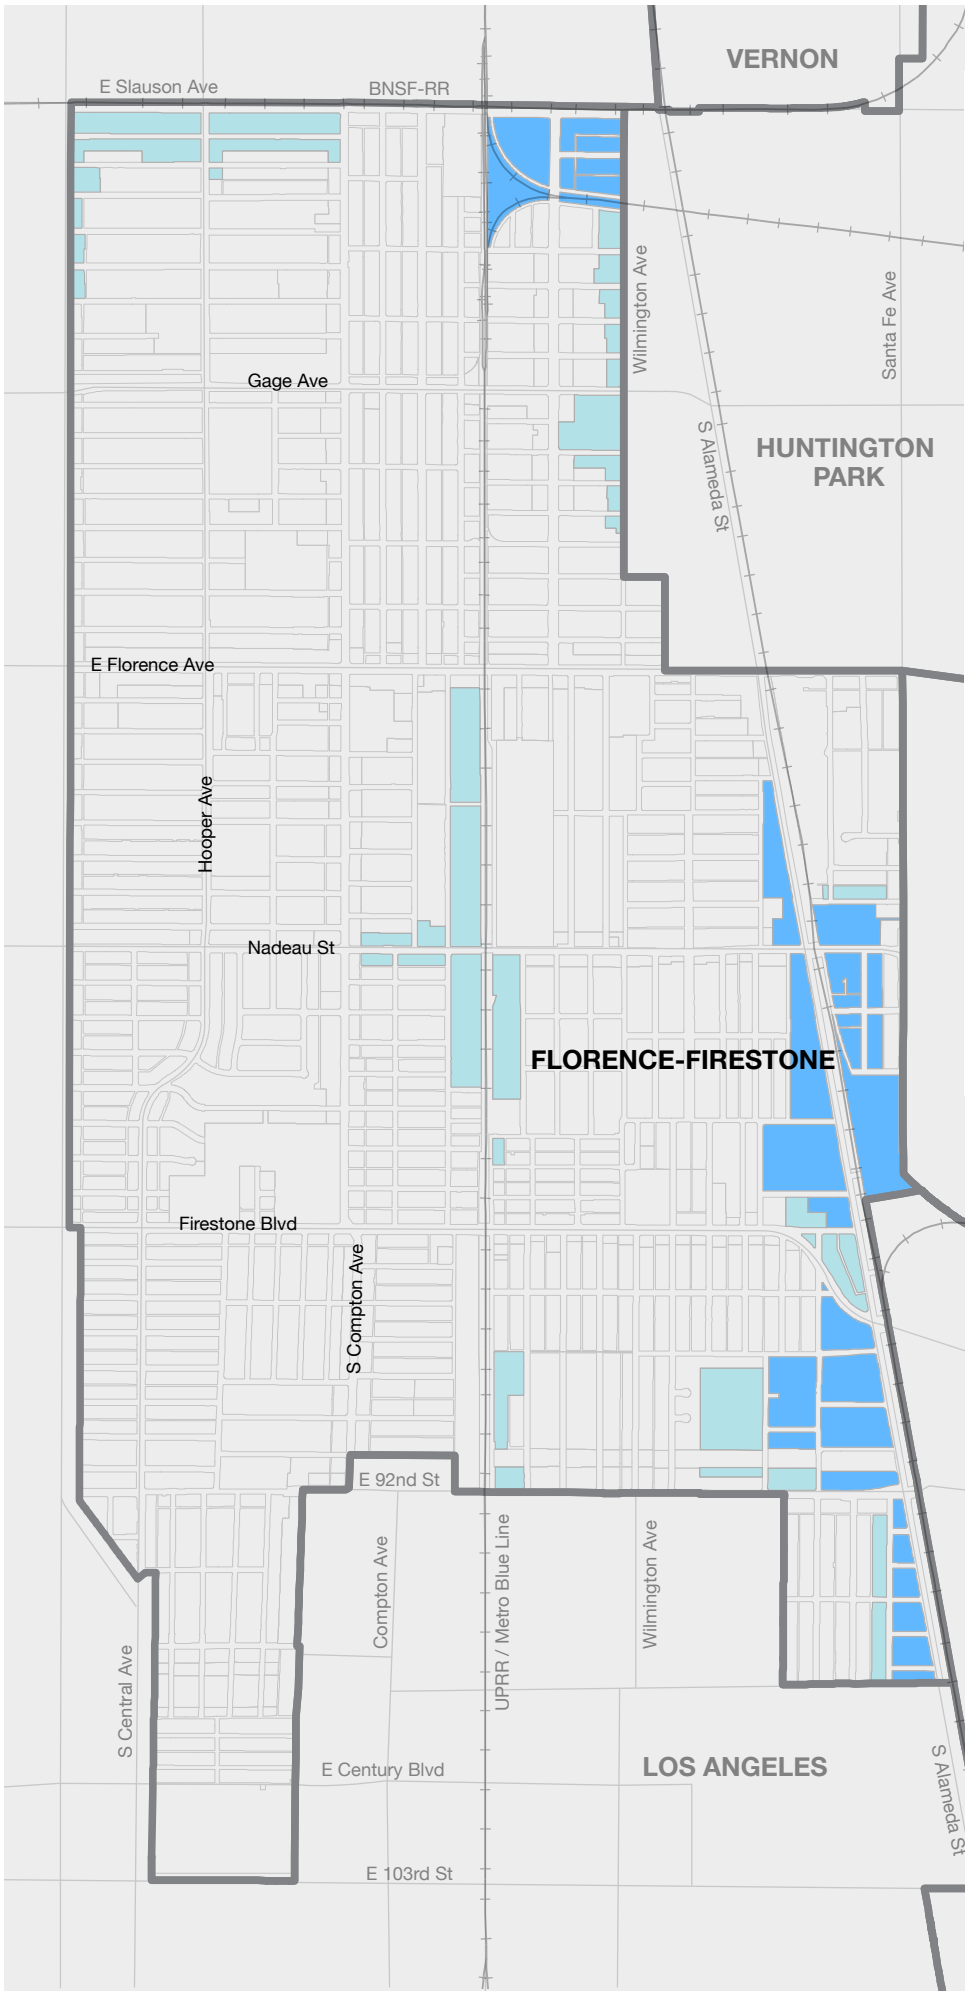 VERNON
E Slauson Ave
BNSF-RR
Wilmington Ave
Santa Fe Ave
Gage Ave
S Alameda St
HUNTINGTON
PARK
E Florence Ave
Hooper Ave
Nadeau St
1
FLORENCE-FIRESTONE
Firestone Blvd
S Compton Ave
E 92nd St
Compton Ave
UPRR / Metro Blue Line
Wilmington Ave
S Central Ave
E Century Blvd
LOS ANGELES
S Alameda St
E 103rd St